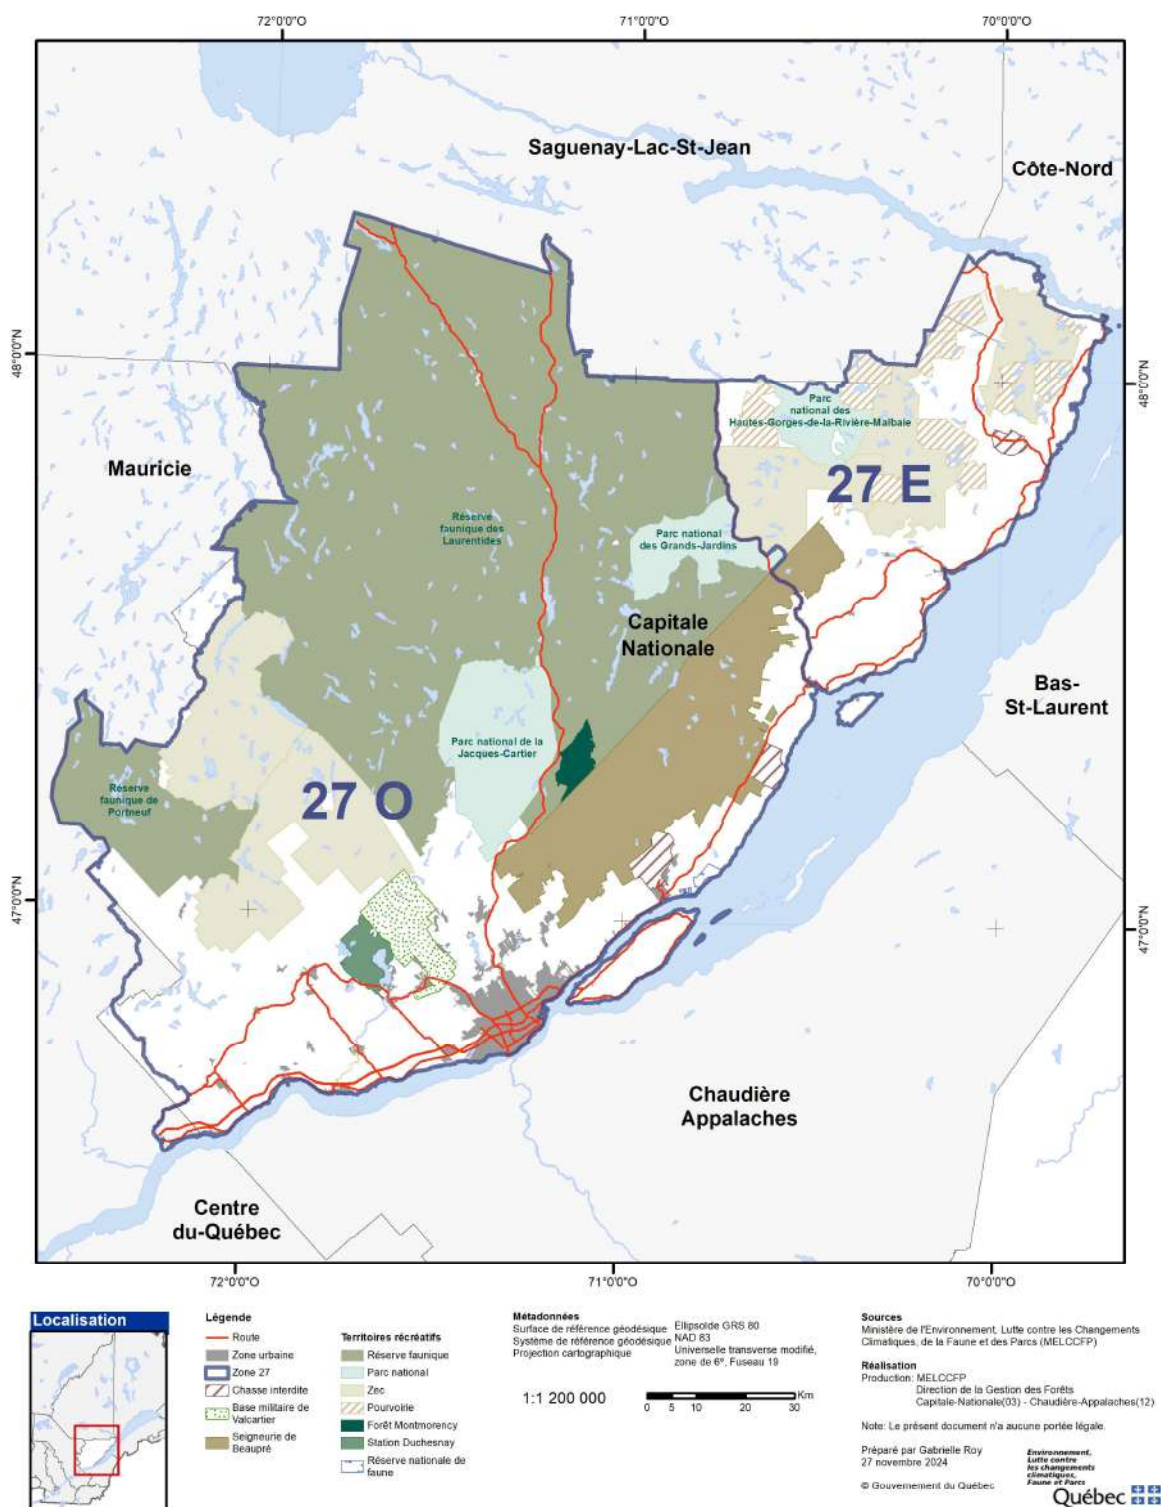 72°0'0"O
71°0'0"O
70°0'0"O
Saguenay-Lac-St-Jean
Côte-Nord
48°0'0"N
48°0'0"N
Parc
national des
Hautes-Gorges-de-la-Rivière-Malbaie
Mauricie
27 E
Réserve
faunique des
Laurentides
Parc national
des Grands-Jardins
Capitale
Nationale
Bas-
St-Laurent
Parc national de la
Jacques-Cartier
Réserve
faunique de
Portneuf
27 O
47°0'0"N
47°0'0"N
Chaudière
Appalaches
Centre
du-Québec
72°0'0"O
71°0'0"O
70°0'0"O
Localisation
Légende
Route
Zone urbaine
Zone 27
Chasse interdite
Base militaire de
Valcartier
Seigneurie de
Beaupré
Territoires récréatifs
Réserve faunique
Parc national
Zec
Pourvoirie
Forêt Montmorency
Station Duchesnay
Réserve nationale de
faune
Métadonnées
Surface de référence géodésique Ellipsoïde GRS 80
Système de référence géodésique NAD 83
Projection cartographique Universelle transverse modifié,
zone de 6°, Fuseau 19
1:1 200 000
Km
0 5 10 20 30
Sources
Ministère de l'Environnement, Lutte contre les Changements
Climatiques, de la Faune et des Parcs (MELCCFP)
Réalisation
Production: MELCCFP
Direction de la Gestion des Forêts
Capitale-Nationale(03) - Chaudière-Appalaches(12)
Note: Le présent document n'a aucune portée légale.
Préparé par Gabrielle Roy
27 novembre 2024
© Gouvernement du Québec
Environnement,
Lutte contre
les changements
climatiques,
Faune et Parcs
Québec